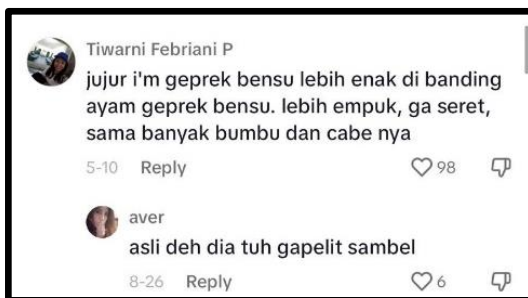 Tiwarni Febriani P
jujur i'm geprek bensu lebih enak di banding
ayam geprek bensu. lebih empuk, ga seret,
sama banyak bumbu dan cabe nya
5-10 Reply 98
aver
asli deh dia tuh gapelit sambel
8-26 Reply 6